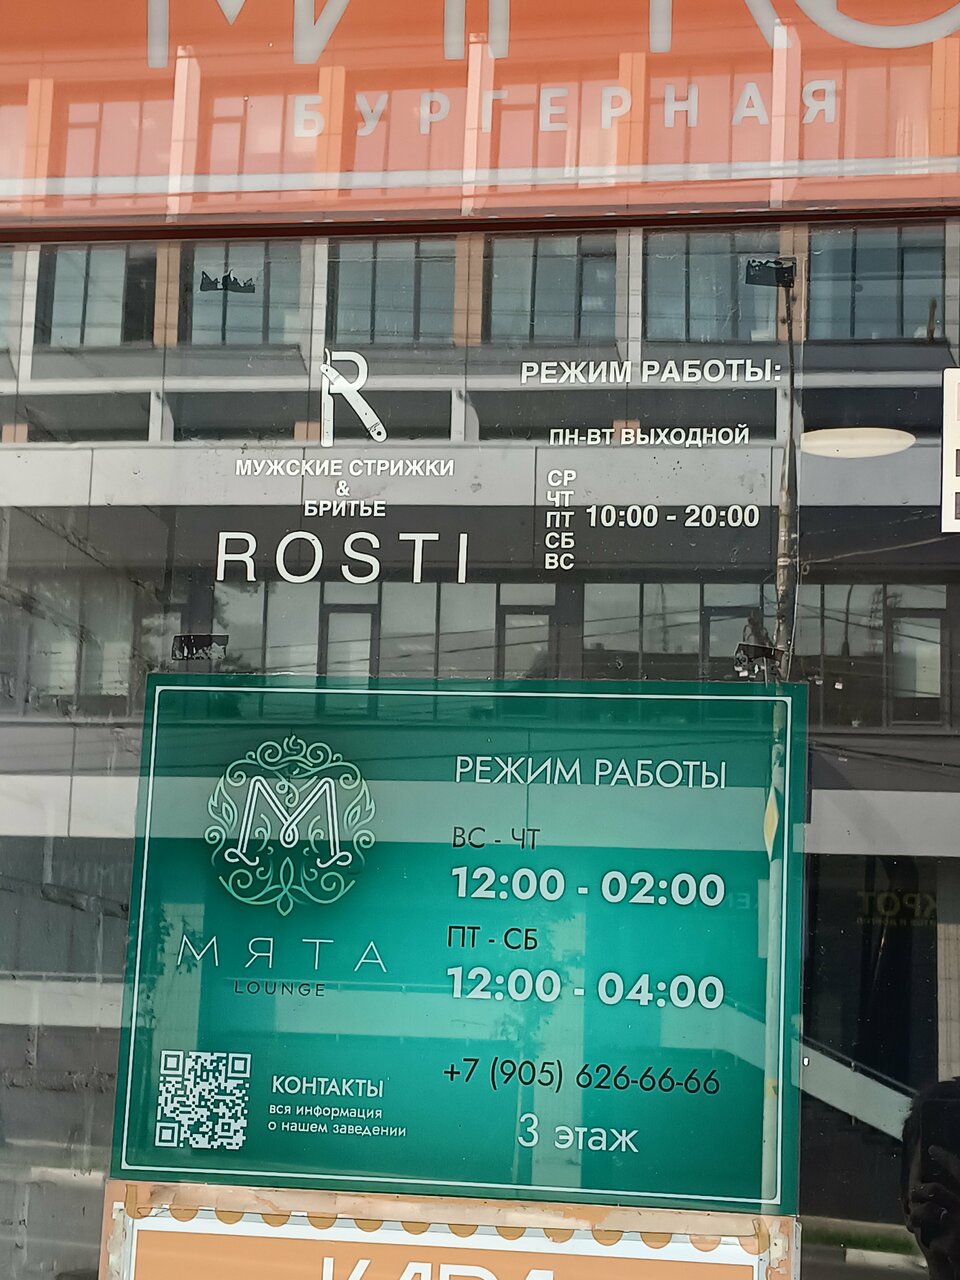 БУРГЕРНАЯ
R
МУЖСКИЕ СТРИЖКИ
&
БРИТЬЕ
ROSTI
РЕЖИМ РАБОТЫ:
ПН-ВТ ВЫХОДНОЙ
СР
ЧТ
ПТ 10:00 - 20:00
СБ
ВС
М
МЯТА
LOUNGE
РЕЖИМ РАБОТЫ
ВС - ЧТ
12:00 - 02:00
ПТ - СБ
12:00 - 04:00
+7 (905) 626-66-66
3 этаж
КОНТАКТЫ
вся информация
о нашем заведении